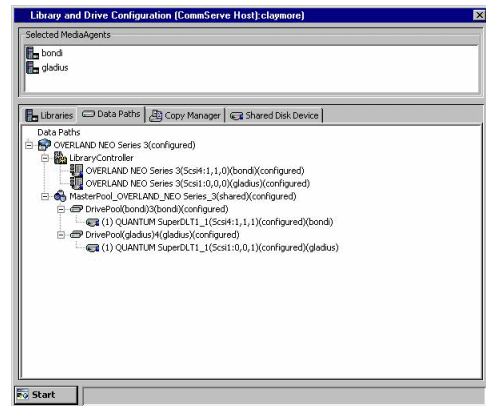 Library and Drive Configuration (CommServe Host):claymore)
Selected MediaAgents
bondi
gladius
Libraries Data Paths Copy Manager Shared Disk Device
Data Paths
OVERLAND NEO Series 3(configured)
LibraryController
OVERLAND NEO Series 3(Scsi4:1,1,0)(bondi)(configured)
OVERLAND NEO Series 3(Scsi1:0,0,0)(gladius)(configured)
MasterPool_OVERLAND_NEO Series_3(shared)(configured)
DrivePool(bondi)3(bondi)(configured)
(1) QUANTUM SuperDLT1_1(Scsi4:1,1,1)(configured)(bondi)
DrivePool(gladius)4(gladius)(configured)
(1) QUANTUM SuperDLT1_1(Scsi1:0,0,1)(configured)(gladius)
Start